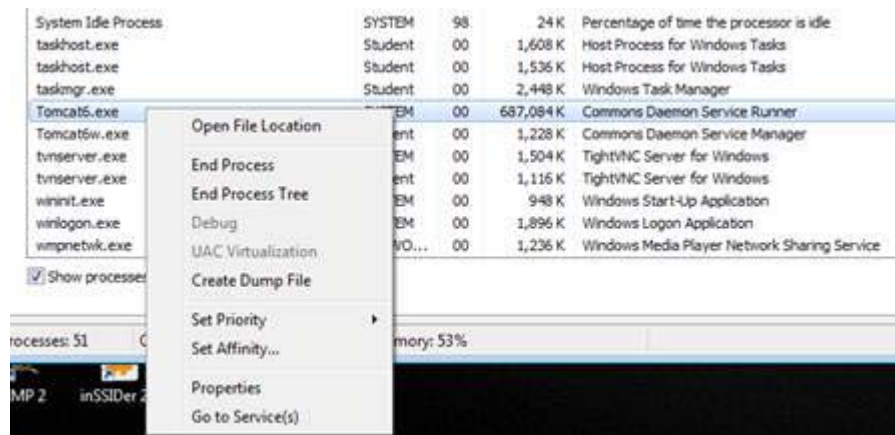 System Idle Process SYSTEM 98 24 K Percentage of time the processor is idle
taskhost.exe Student 00 1,608 K Host Process for Windows Tasks
taskhost.exe Student 00 1,536 K Host Process for Windows Tasks
taskmgr.exe Student 00 2,448 K Windows Task Manager
Tomcat6.exe EM 00 687,084 K Commons Daemon Service Runner
Tomcat6w.exe ent 00 1,228 K Commons Daemon Service Manager
tvnserver.exe EM 00 1,504 K TightVNC Server for Windows
tvnserver.exe ent 00 1,116 K TightVNC Server for Windows
wininit.exe EM 00 948 K Windows Start-Up Application
winlogon.exe EM 00 1,896 K Windows Logon Application
wmpnetwk.exe WO... 00 1,236 K Windows Media Player Network Sharing Service
Open File Location
End Process
End Process Tree
Debug
UAC Virtualization
Create Dump File
Set Priority
Set Affinity...
Properties
Go to Service(s)
Show processes
rocesses: 51 C mory: 53%
MP 2 inSSIDer 2